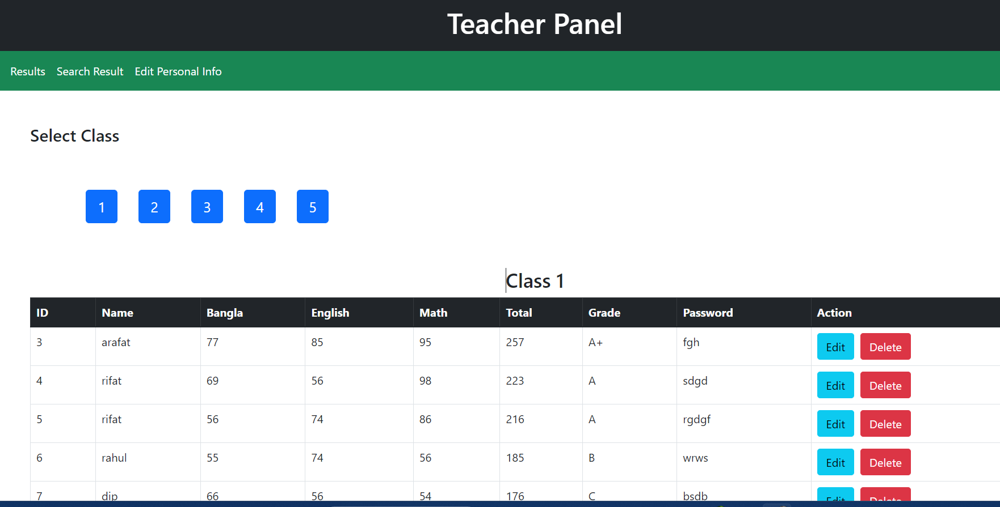 Teacher Panel
Results Search Result Edit Personal Info
Select Class
1 2 3 4 5
Class 1
ID Name Bangla English Math Total Grade Password Action
3 arafat 77 85 95 257 A+ fgh Edit Delete
4 rifat 69 56 98 223 A sdgd Edit Delete
5 rifat 56 74 86 216 A rgdgf Edit Delete
6 rahul 55 74 56 185 B wrws Edit Delete
7 dip 66 56 54 176 C bsdb Edit Delete